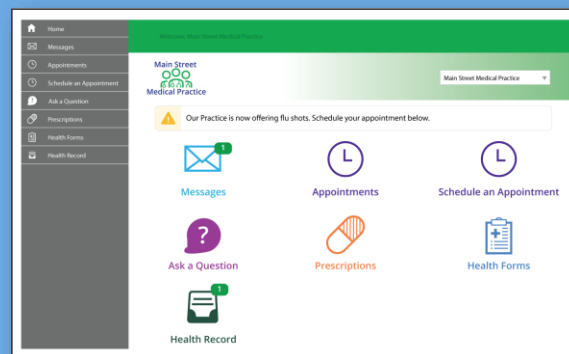 Home
Messages
Appointments
Schedule an Appointment
Ask a Question
Prescriptions
Health Forms
Health Record
Welcome, Main Street Medical Practice
Main Street
Medical Practice
Main Street Medical Practice
Our Practice is now offering flu shots. Schedule your appointment below.
1
Messages
Appointments
Schedule an Appointment
?
Ask a Question
Prescriptions
Health Forms
1
Health Record